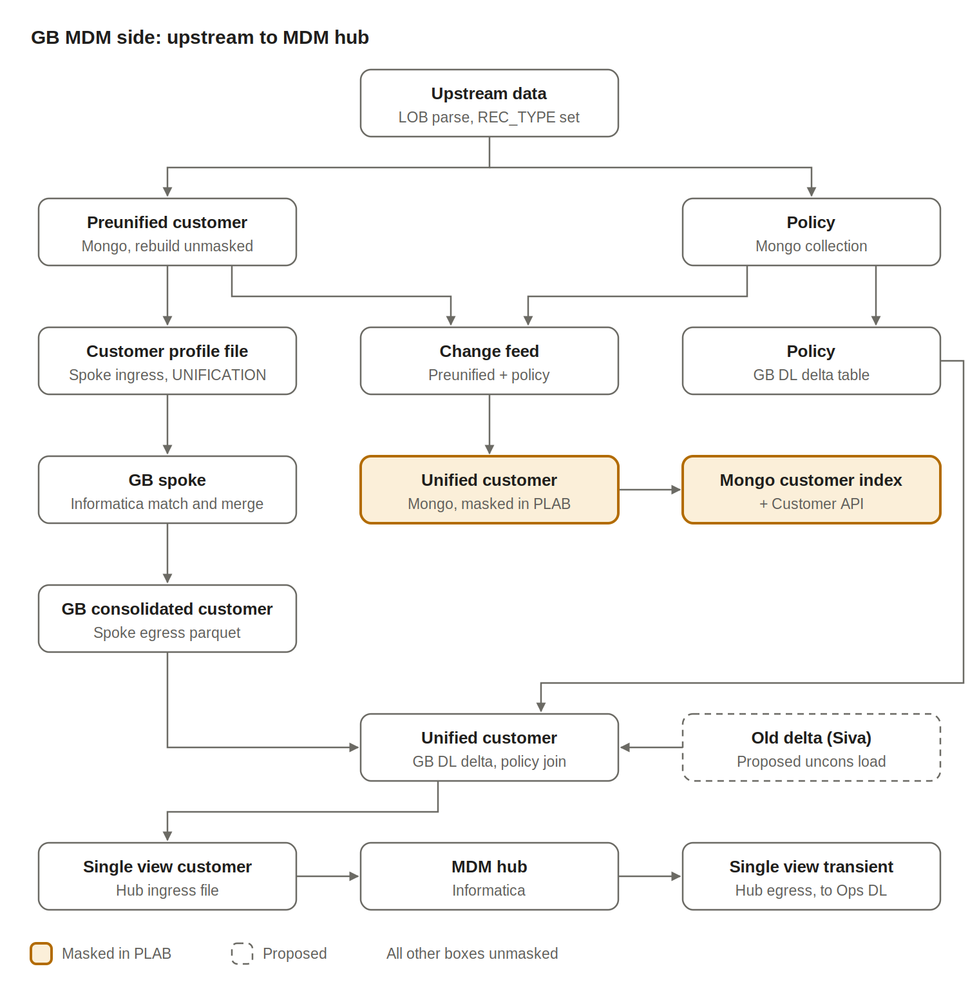 GB MDM side: upstream to MDM hub
Upstream data
LOB parse, REC_TYPE set
Preunified customer
Mongo, rebuild unmasked
Policy
Mongo collection
Customer profile file
Spoke ingress, UNIFICATION
Change feed
Preunified + policy
Policy
GB DL delta table
GB spoke
Informatica match and merge
Unified customer
Mongo, masked in PLAB
Mongo customer index
+ Customer API
GB consolidated customer
Spoke egress parquet
Unified customer
GB DL delta, policy join
Old delta (Siva)
Proposed uncons load
Single view customer
Hub ingress file
MDM hub
Informatica
Single view transient
Hub egress, to Ops DL
Masked in PLAB
Proposed
All other boxes unmasked